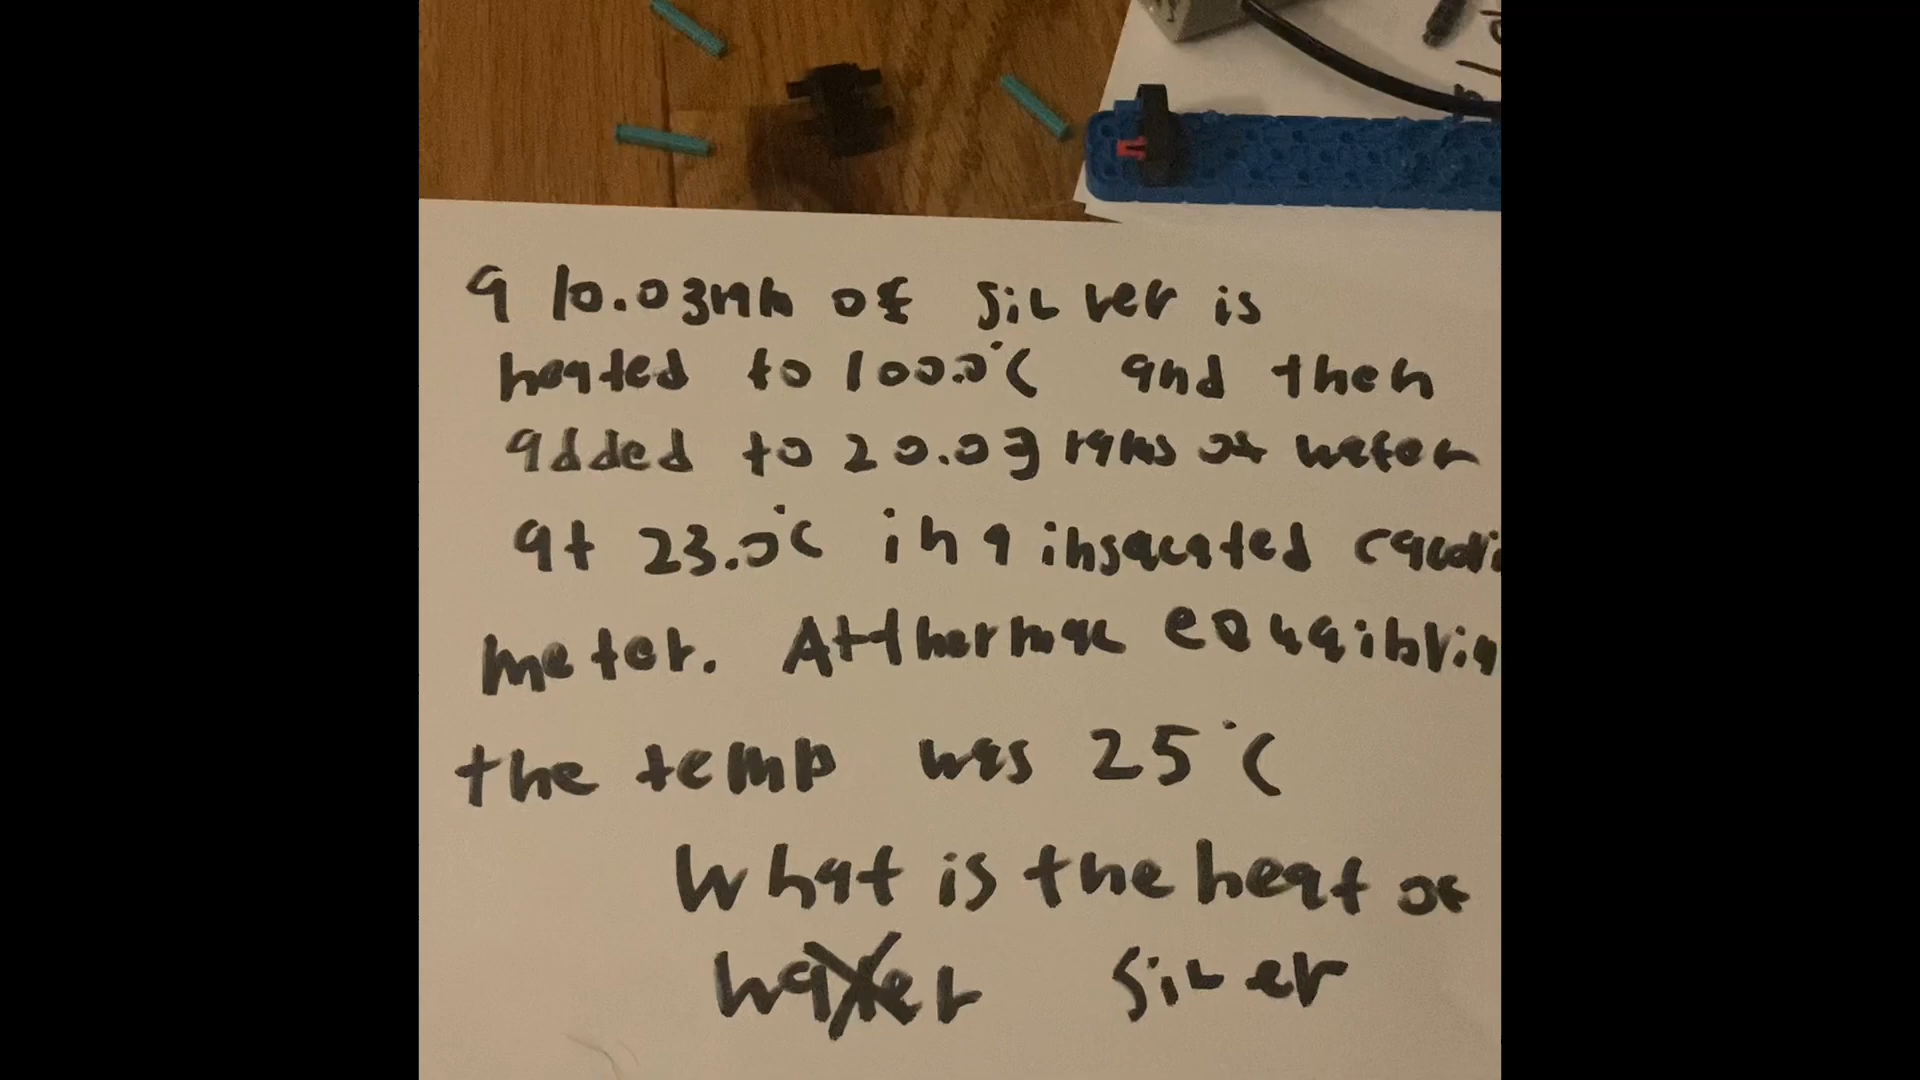 a 10.0 gram of silver is
heated to 100.0°C and then
added to 20.0 grams of water
at 23.0°C in a insulated calori
meter. At thermal equilibrium
the temp was 25°C
What is the heat of
water silver